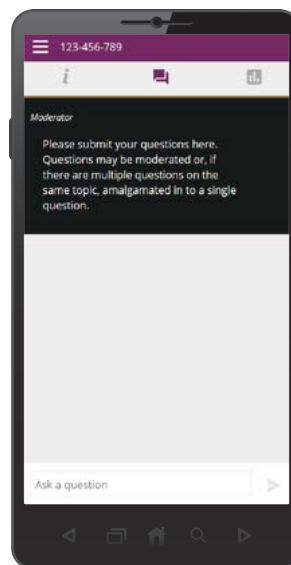 123-456-789
i
Moderator
Please submit your questions here.
Questions may be moderated or, if
there are multiple questions on the
same topic, amalgamated in to a single
question.
Ask a question